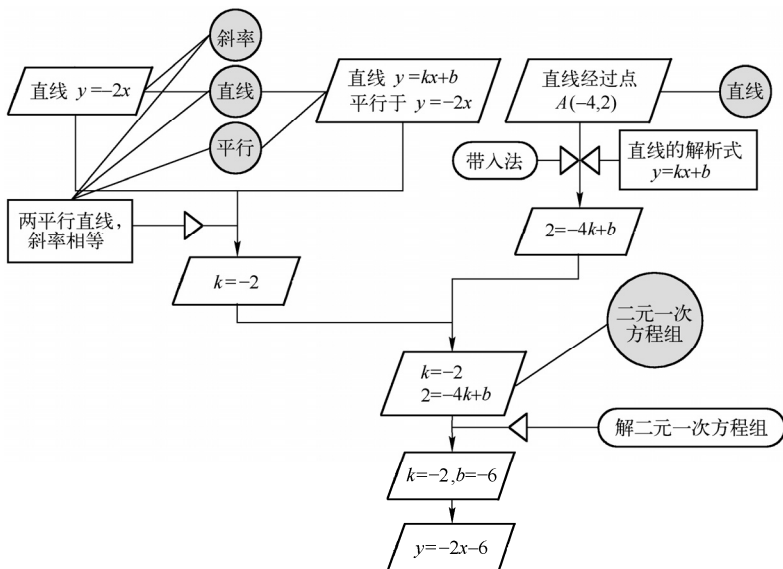 斜率
直线 y=−2x
直线
直线 y=kx+b
平行于 y=−2x
直线经过点
A(−4,2)
直线
平行
带入法
直线的解析式
y=kx+b
两平行直线，
斜率相等
2=−4k+b
k=−2
二元一次
方程组
k=−2
2=−4k+b
解二元一次方程组
k=−2,b=−6
y=−2x−6